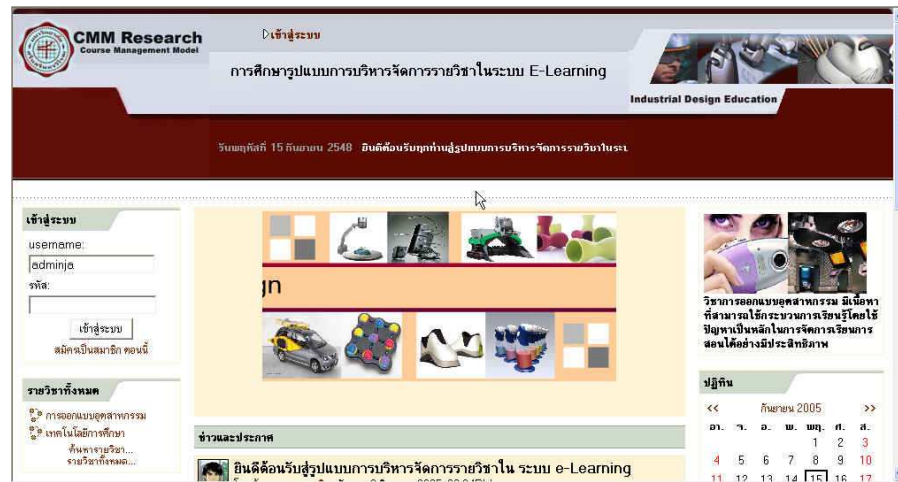 CMM Research
Course Management Model
เข้าสู่ระบบ
การศึกษารูปแบบการบริหารจัดการรายวิชาในระบบ E-Learning
Industrial Design Education
วันพฤหัสที่ 15 กันยายน 2548 ยินดีต้อนรับทุกท่านสู่รูปแบบการบริหารจัดการรายวิชาในระบ
เข้าสู่ระบบ
username:
adminja
รหัส:
เข้าสู่ระบบ
สมัครเป็นสมาชิก ตอนนี้
รายวิชาทั้งหมด
การออกแบบอุตสาหกรรม
เทคโนโลยีการศึกษา
ค้นหารายวิชา...
รายวิชาทั้งหมด...
gn
ข่าวและประกาศ
ยินดีต้อนรับสู่รูปแบบการบริหารจัดการรายวิชาใน ระบบ e-Learning
วิชาการออกแบบอุตสาหกรรม มีเนื้อหา
ที่สามารถใช้กระบวนการเรียนรู้โดยใช้
ปัญหาเป็นหลักในการจัดการเรียนการ
สอนได้อย่างมีประสิทธิภาพ
ปฏิทิน
<< กันยายน 2005 >>
อา. จ. อ. พ. พฤ. ศ. ส.
1 2 3
4 5 6 7 8 9 10
11 12 13 14 15 16 17